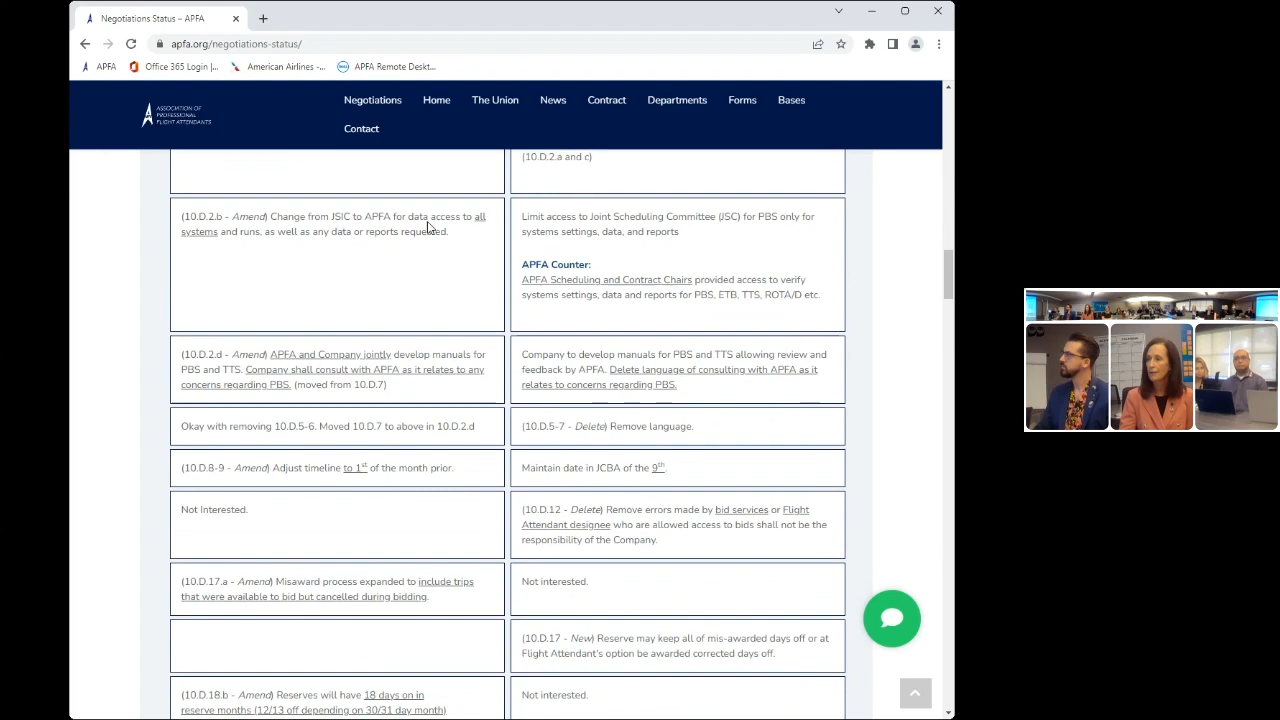 Negotiations Status – APFA
apfa.org/negotiations-status/
APFA
Office 365 Login |...
American Airlines -...
APFA Remote Deskt...
ASSOCIATION OF
PROFESSIONAL
FLIGHT ATTENDANTS
Negotiations
Home
The Union
News
Contract
Departments
Forms
Bases
Contact
(10.D.2.a and c)
(10.D.2.b - Amend) Change from JSIC to APFA for data access to all
systems and runs, as well as any data or reports requested.
Limit access to Joint Scheduling Committee (JSC) for PBS only for
systems settings, data, and reports
APFA Counter:
APFA Scheduling and Contract Chairs provided access to verify
systems settings, data and reports for PBS, ETB, TTS, ROTA/D etc.
(10.D.2.d - Amend) APFA and Company jointly develop manuals for
PBS and TTS. Company shall consult with APFA as it relates to any
concerns regarding PBS. (moved from 10.D.7)
Company to develop manuals for PBS and TTS allowing review and
feedback by APFA. Delete language of consulting with APFA as it
relates to concerns regarding PBS.
Okay with removing 10.D.5-6. Moved 10.D.7 to above in 10.D.2.d
(10.D.5-7 - Delete) Remove language.
(10.D.8-9 - Amend) Adjust timeline to 1st of the month prior.
Maintain date in JCBA of the 9th.
Not Interested.
(10.D.12 - Delete) Remove errors made by bid services or Flight
Attendant designee who are allowed access to bids shall not be the
responsibility of the Company.
(10.D.17.a - Amend) Misaward process expanded to include trips
that were available to bid but cancelled during bidding.
Not interested.
(10.D.17 - New) Reserve may keep all of mis-awarded days off or at
Flight Attendant's option be awarded corrected days off.
(10.D.18.b - Amend) Reserves will have 18 days on in
reserve months (12/13 off depending on 30/31 day month)
Not interested.